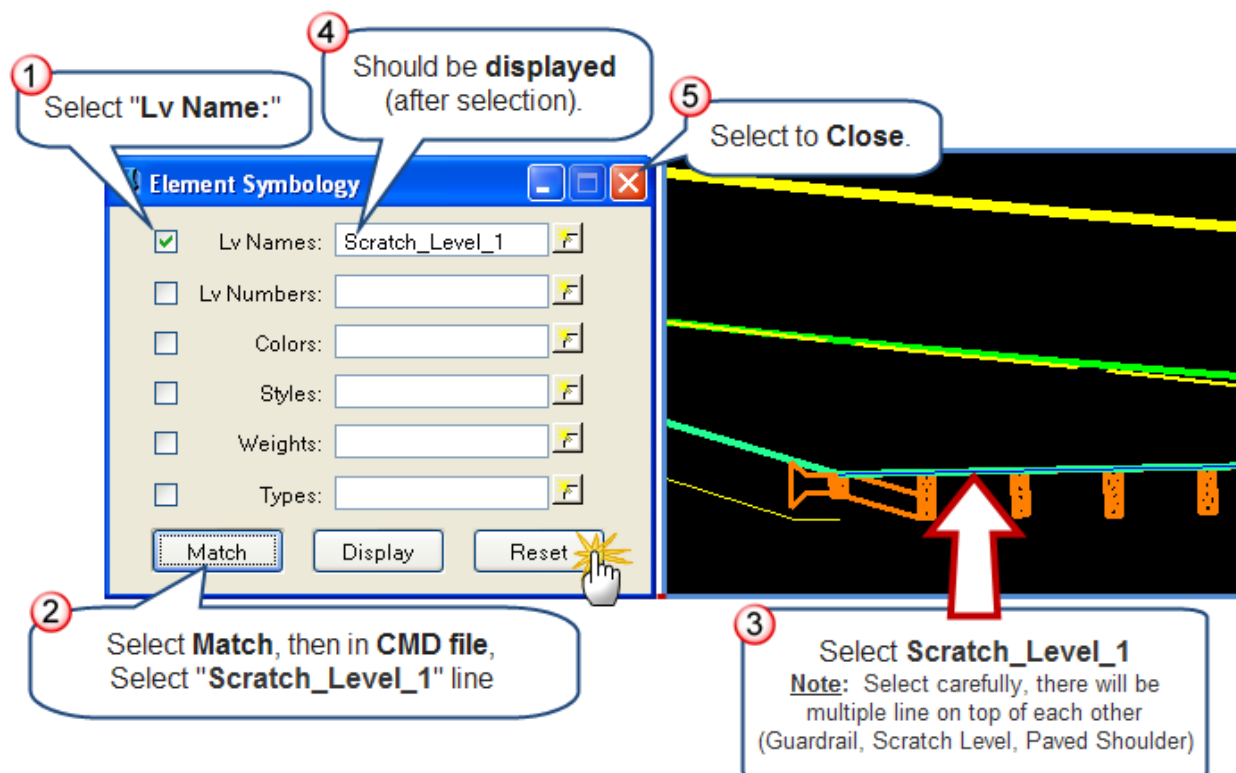 1
Select "Lv Name:"
4
Should be displayed
(after selection).
5
Select to Close.
Element Symbology
Lv Names: Scratch_Level_1
Lv Numbers:
Colors:
Styles:
Weights:
Types:
Match Display Reset
2
Select Match, then in CMD file,
Select "Scratch_Level_1" line
3
Select Scratch_Level_1
Note: Select carefully, there will be
multiple line on top of each other
(Guardrail, Scratch Level, Paved Shoulder)